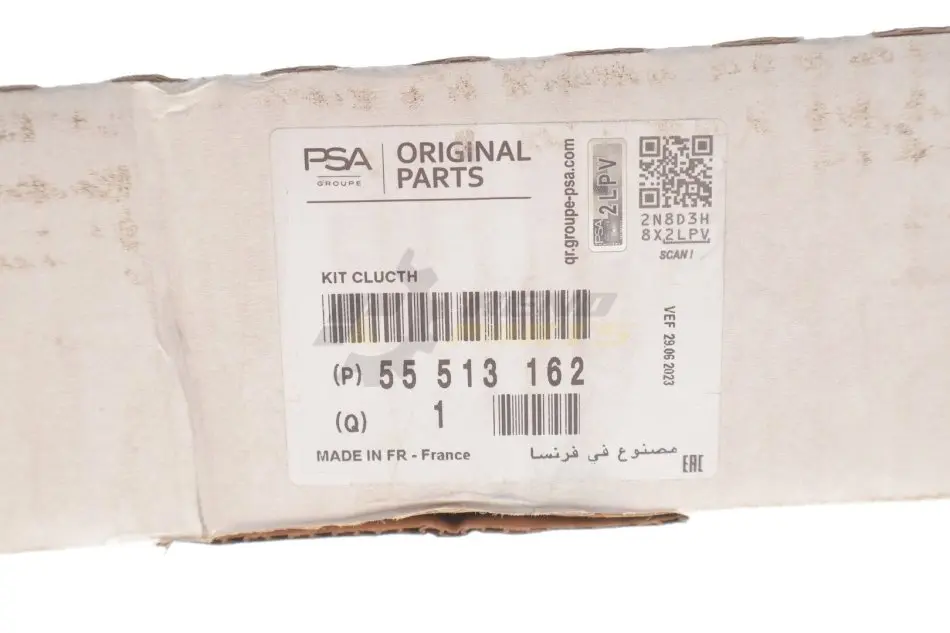 PSA
GROUPE
ORIGINAL
PARTS
qr.groupe-psa.com
PSA 2LPV
2N8D3H
8X2LPV
SCAN!
KIT CLUCTH
(P) 55 513 162
(Q) 1
VEF 29.06.2023
MADE IN FR - France
مصنوع في فرنسا
EAC